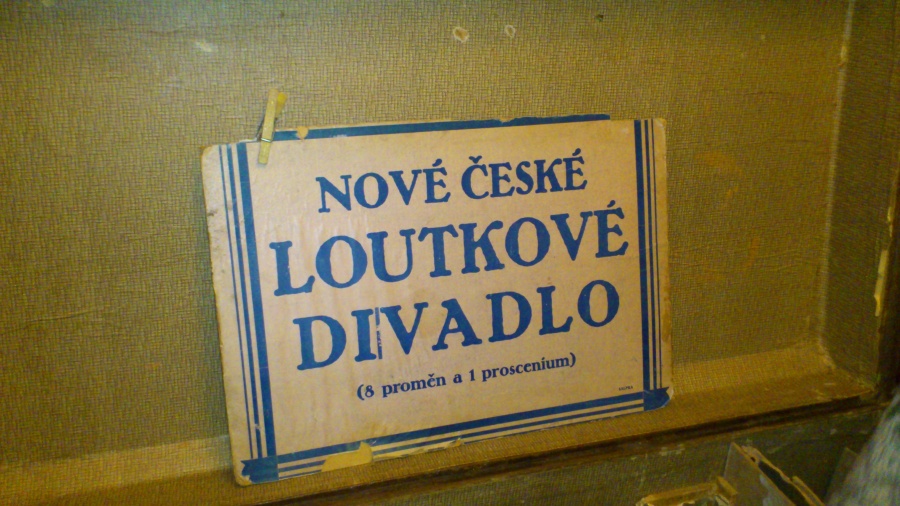 NOVÉ ČESKÉ
LOUTKOVÉ
DIVADLO
(8 proměn a 1 proscenium)